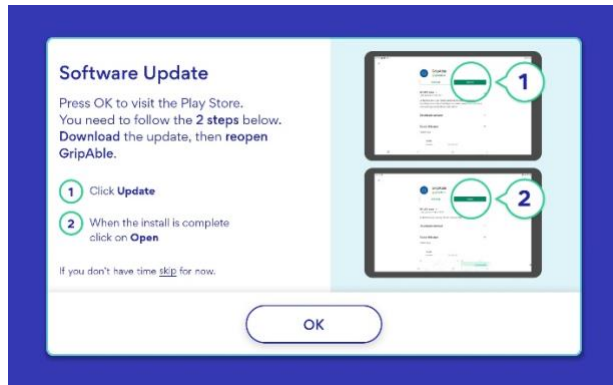 Software Update
Press OK to visit the Play Store.
You need to follow the 2 steps below.
Download the update, then reopen
GripAble.
1 Click Update
2 When the install is complete
click on Open
If you don't have time skip for now.
1
2
OK